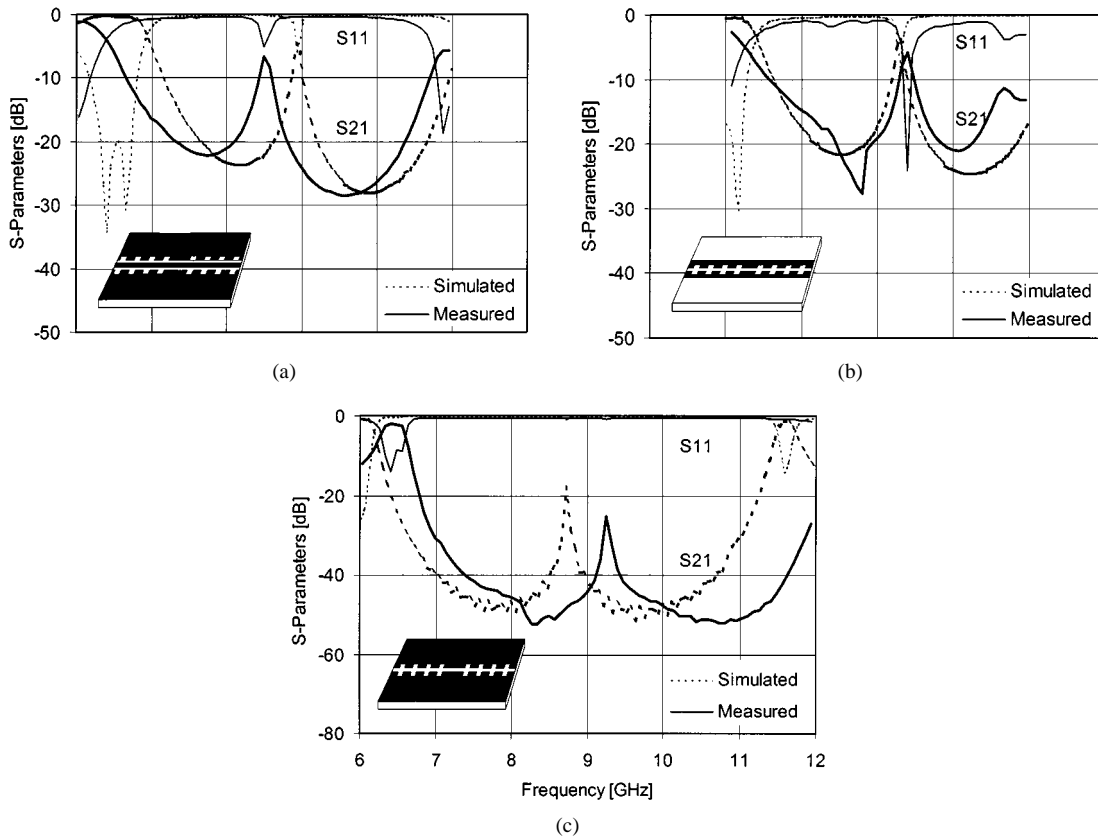 0
-10
-20
-30
-40
-50
S-Parameters [dB]
S11
S21
Simulated
Measured
(a)
0
-10
-20
-30
-40
-50
S-Parameters [dB]
S11
S21
Simulated
Measured
(b)
0
-20
-40
-60
-80
S-Parameters [dB]
S11
S21
Simulated
Measured
6 7 8 9 10 11 12
Frequency [GHz]
(c)